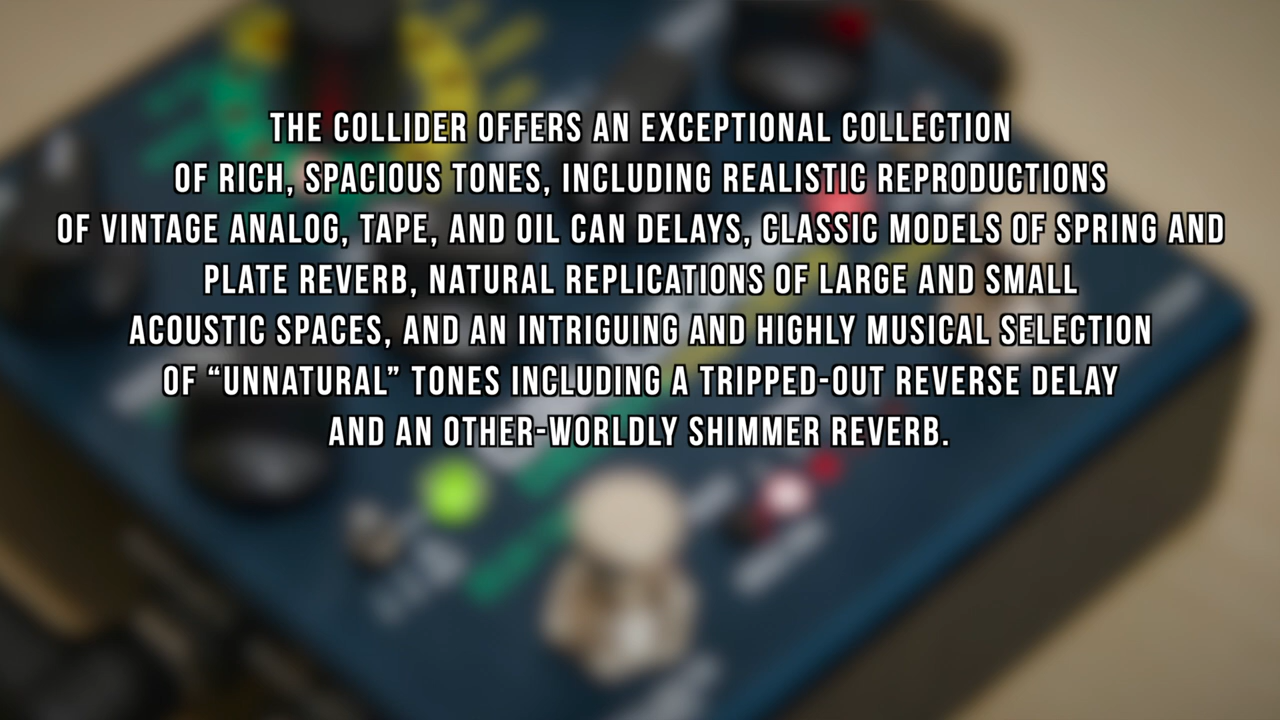 THE COLLIDER OFFERS AN EXCEPTIONAL COLLECTION
OF RICH, SPACIOUS TONES, INCLUDING REALISTIC REPRODUCTIONS
OF VINTAGE ANALOG, TAPE, AND OIL CAN DELAYS, CLASSIC MODELS OF SPRING AND
PLATE REVERB, NATURAL REPLICATIONS OF LARGE AND SMALL
ACOUSTIC SPACES, AND AN INTRIGUING AND HIGHLY MUSICAL SELECTION
OF “UNNATURAL” TONES INCLUDING A TRIPPED-OUT REVERSE DELAY
AND AN OTHER-WORLDLY SHIMMER REVERB.